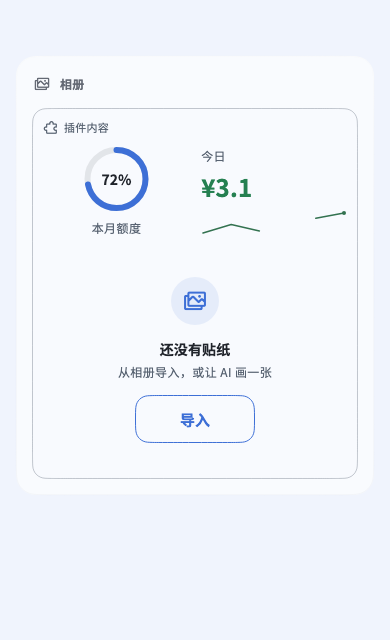 相册
插件内容
72%
本月额度
今日
¥3.1
还没有贴纸
从相册导入，或让 AI 画一张
导入